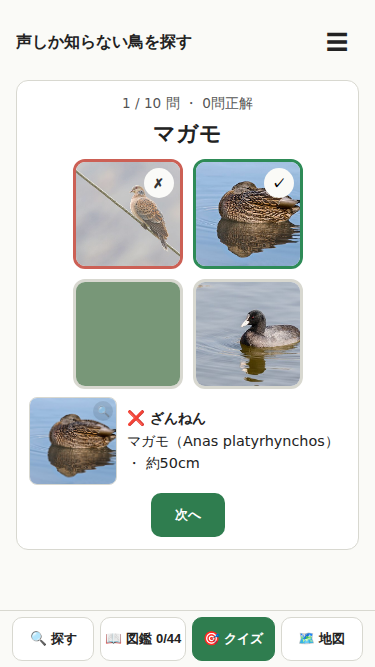 声しか知らない鳥を探す
☰
1 / 10 問 ・ 0問正解
マガモ
✗
✓
❌ ざんねん
マガモ（Anas platyrhynchos）
・ 約50cm
次へ
🔍 探す
📖 図鑑 0/44
🎯 クイズ
🗺️ 地図